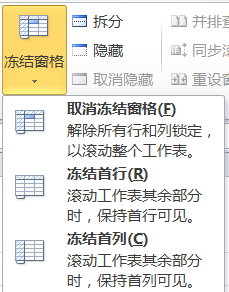 冻结窗格
拆分
隐藏
取消隐藏
并排查
同步滚
重设窗
取消冻结窗格(F)
解除所有行和列锁定，
以滚动整个工作表。
冻结首行(R)
滚动工作表其余部分
时，保持首行可见。
冻结首列(C)
滚动工作表其余部分
时，保持首列可见。